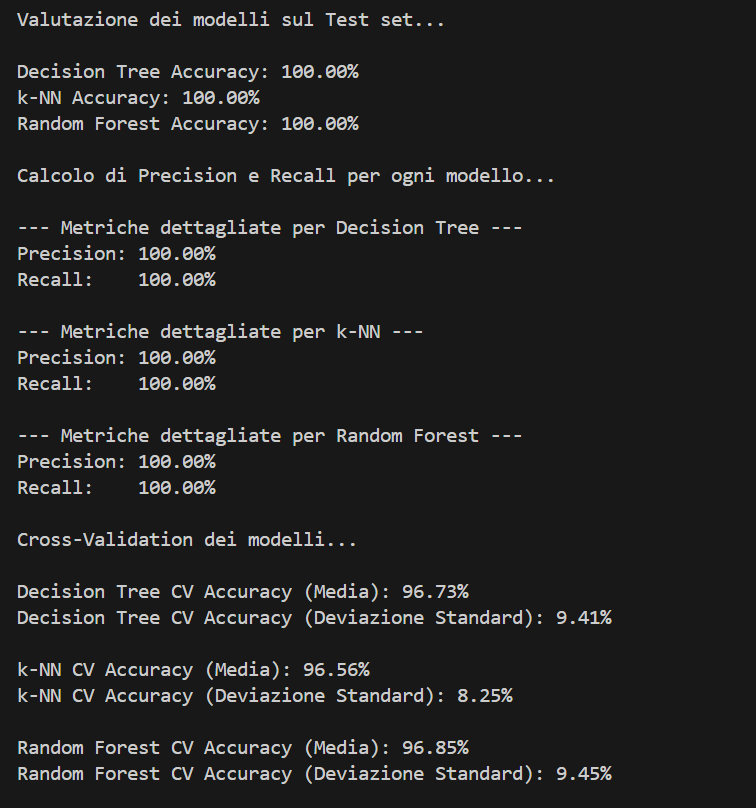 Valutazione dei modelli sul Test set...
Decision Tree Accuracy: 100.00%
k-NN Accuracy: 100.00%
Random Forest Accuracy: 100.00%
Calcolo di Precision e Recall per ogni modello...
--- Metriche dettagliate per Decision Tree ---
Precision: 100.00%
Recall:    100.00%
--- Metriche dettagliate per k-NN ---
Precision: 100.00%
Recall:    100.00%
--- Metriche dettagliate per Random Forest ---
Precision: 100.00%
Recall:    100.00%
Cross-Validation dei modelli...
Decision Tree CV Accuracy (Media): 96.73%
Decision Tree CV Accuracy (Deviazione Standard): 9.41%
k-NN CV Accuracy (Media): 96.56%
k-NN CV Accuracy (Deviazione Standard): 8.25%
Random Forest CV Accuracy (Media): 96.85%
Random Forest CV Accuracy (Deviazione Standard): 9.45%